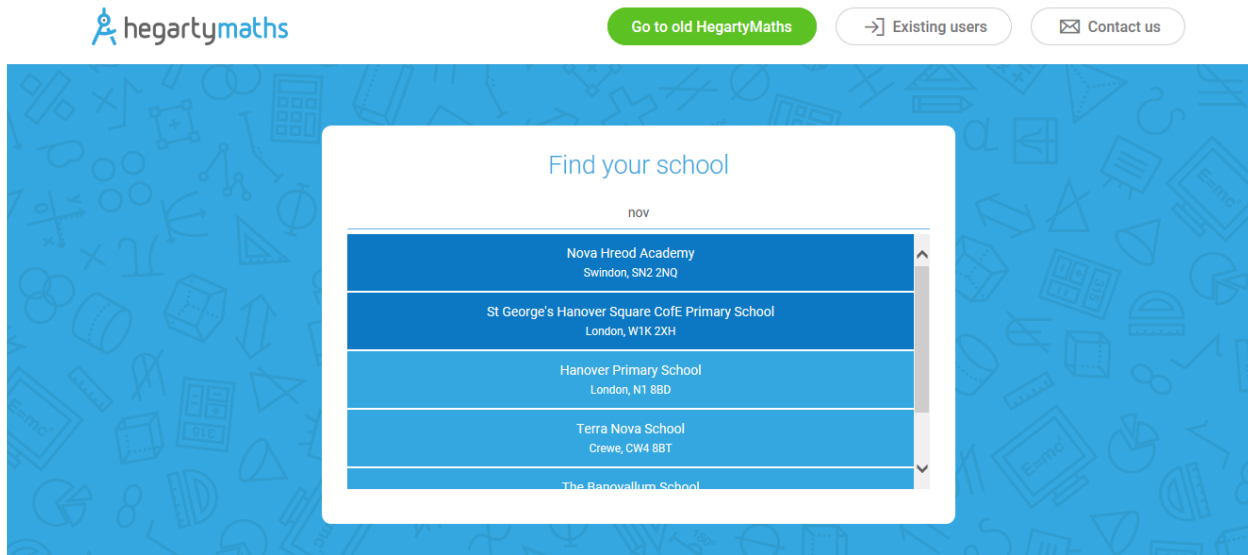 hegartymaths
Go to old HegartyMaths
Existing users
Contact us
Find your school
nov
Nova Hreod Academy
Swindon, SN2 2NQ
St George's Hanover Square CofE Primary School
London, W1K 2XH
Hanover Primary School
London, N1 8BD
Terra Nova School
Crewe, CW4 8BT
The Banovallum School